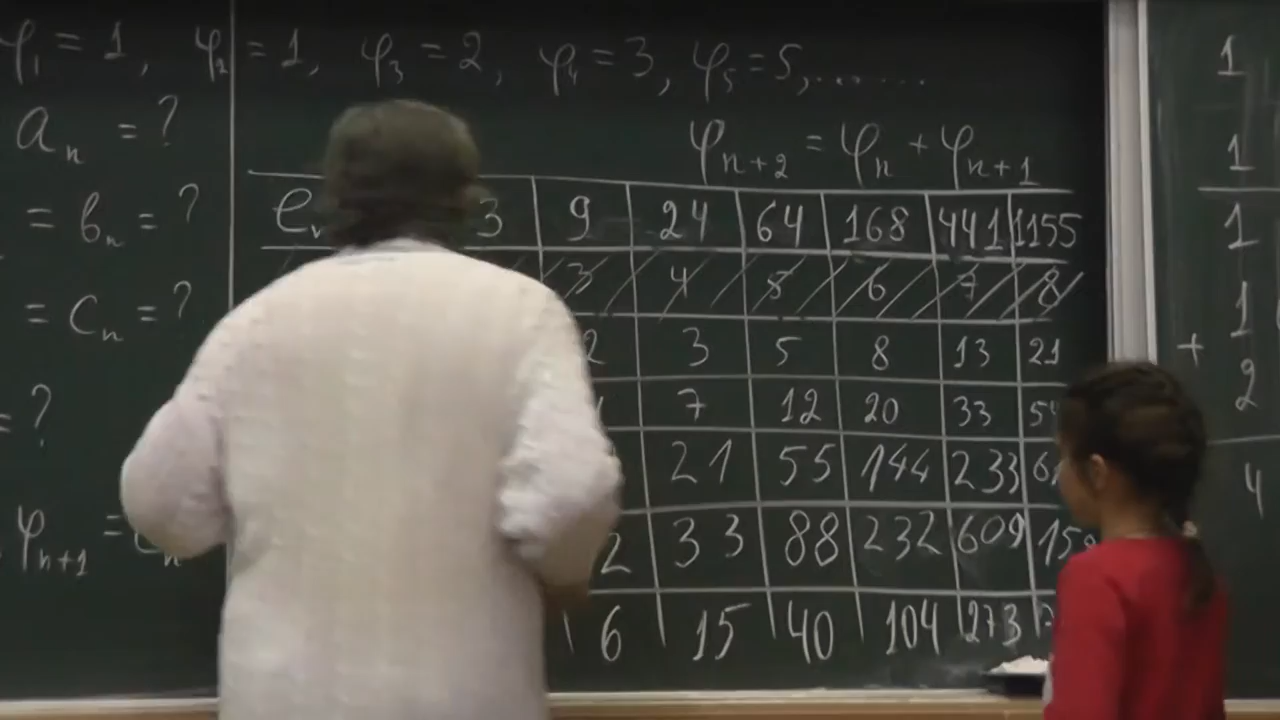 φ₁ = 1, φ₂ = 1, φ₃ = 2, φ₄ = 3, φ₅ = 5, ......
aₙ = ?
φₙ₊₂ = φₙ + φₙ₊₁
= bₙ = ?
3 9 24 64 168 441 1155
3 4 5 6 7 8
= cₙ = ?
2 3 5 8 13 21
= ?
7 12 20 33
21 55 144 233
φₙ₊₁ =
2 33 88 232 609
6 15 40 104 273
1
1
1
1
+ 2
4